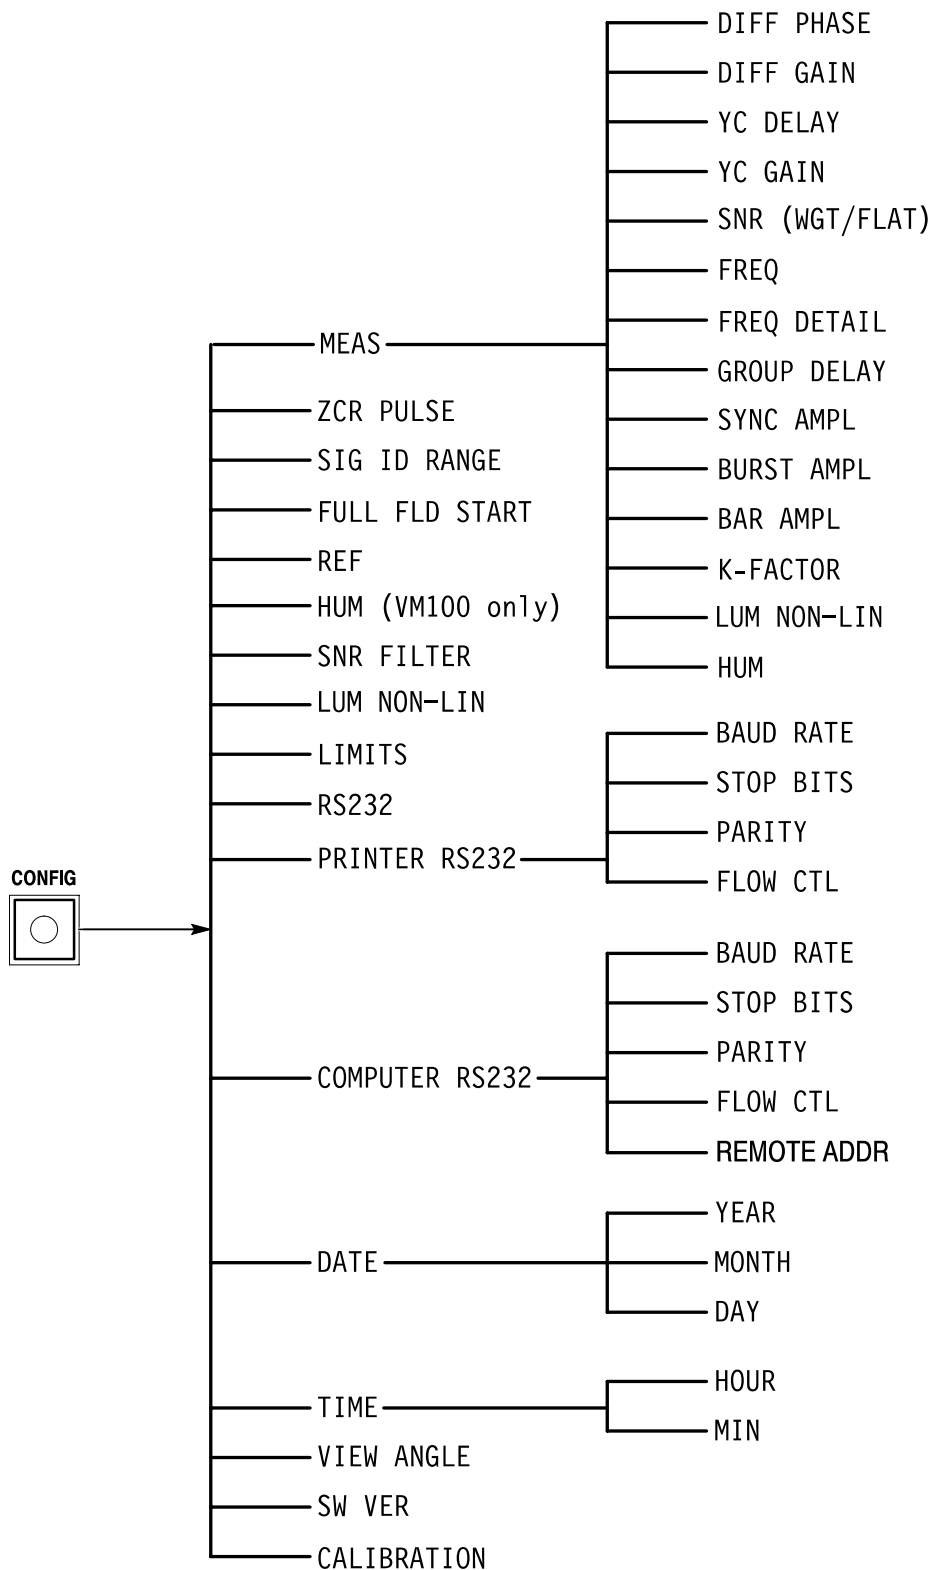 CONFIG
MEAS
DIFF PHASE
DIFF GAIN
YC DELAY
YC GAIN
SNR (WGT/FLAT)
FREQ
FREQ DETAIL
GROUP DELAY
SYNC AMPL
BURST AMPL
BAR AMPL
K-FACTOR
LUM NON-LIN
HUM
ZCR PULSE
SIG ID RANGE
FULL FLD START
REF
HUM (VM100 only)
SNR FILTER
LUM NON-LIN
LIMITS
RS232
PRINTER RS232
BAUD RATE
STOP BITS
PARITY
FLOW CTL
COMPUTER RS232
BAUD RATE
STOP BITS
PARITY
FLOW CTL
REMOTE ADDR
DATE
YEAR
MONTH
DAY
TIME
HOUR
MIN
VIEW ANGLE
SW VER
CALIBRATION